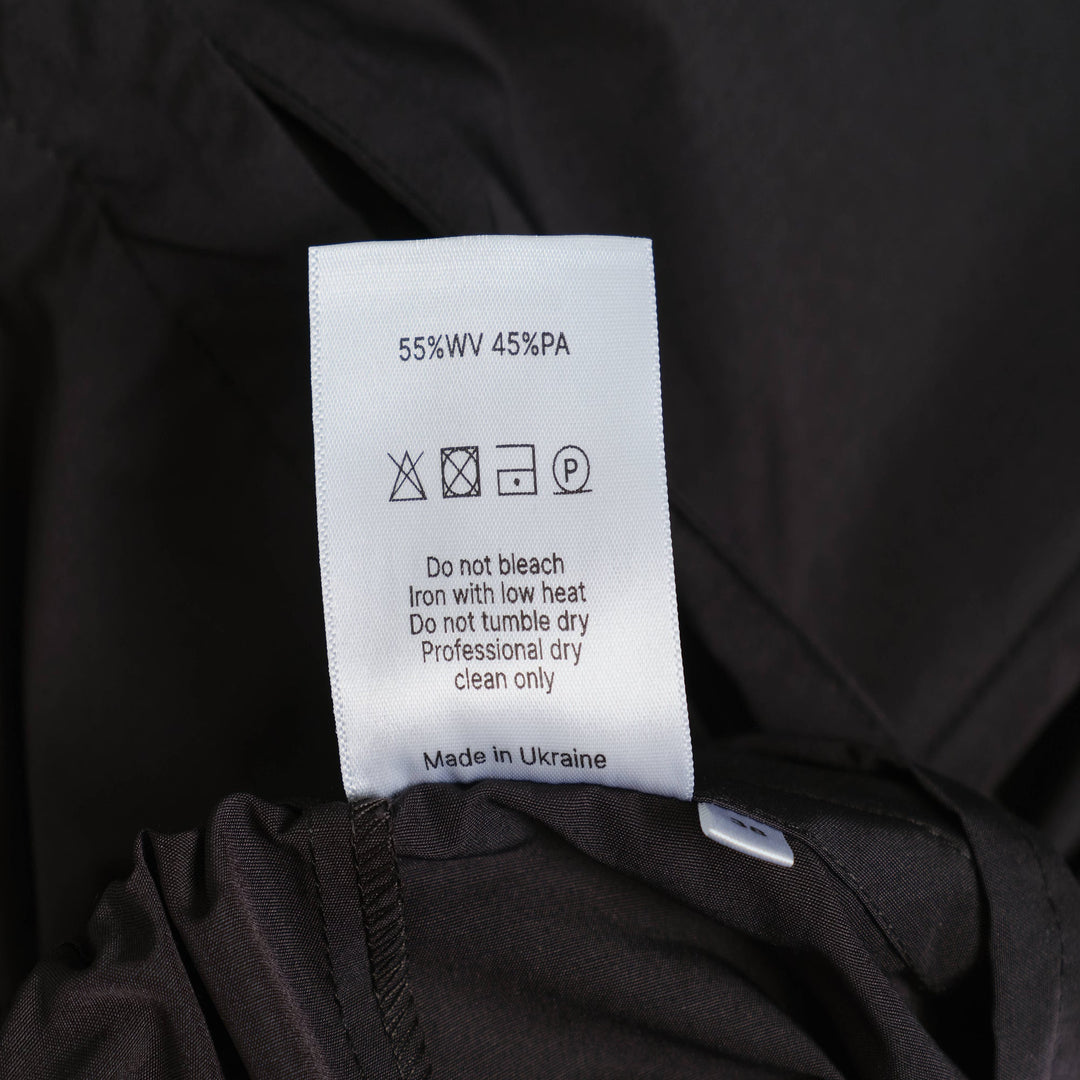 55%WV 45%PA
P
Do not bleach
Iron with low heat
Do not tumble dry
Professional dry
clean only
Made in Ukraine